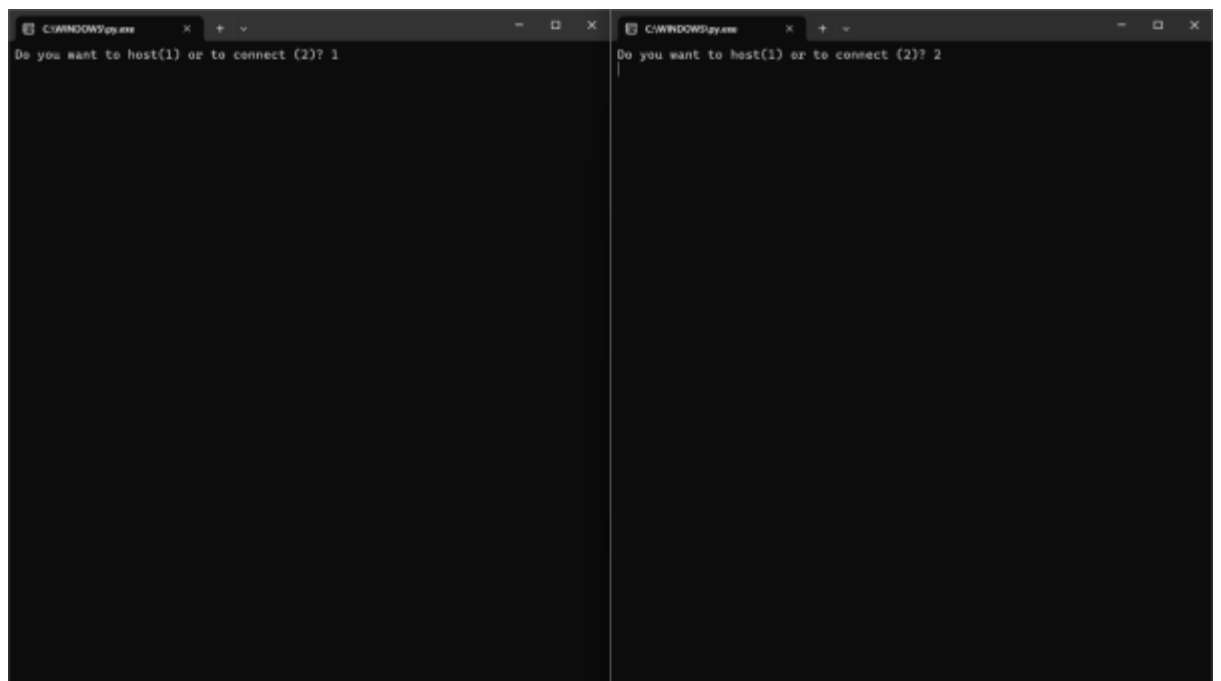 C:\WINDOWS\py.exe
Do you want to host(1) or to connect (2)? 1
C:\WINDOWS\py.exe
Do you want to host(1) or to connect (2)? 2